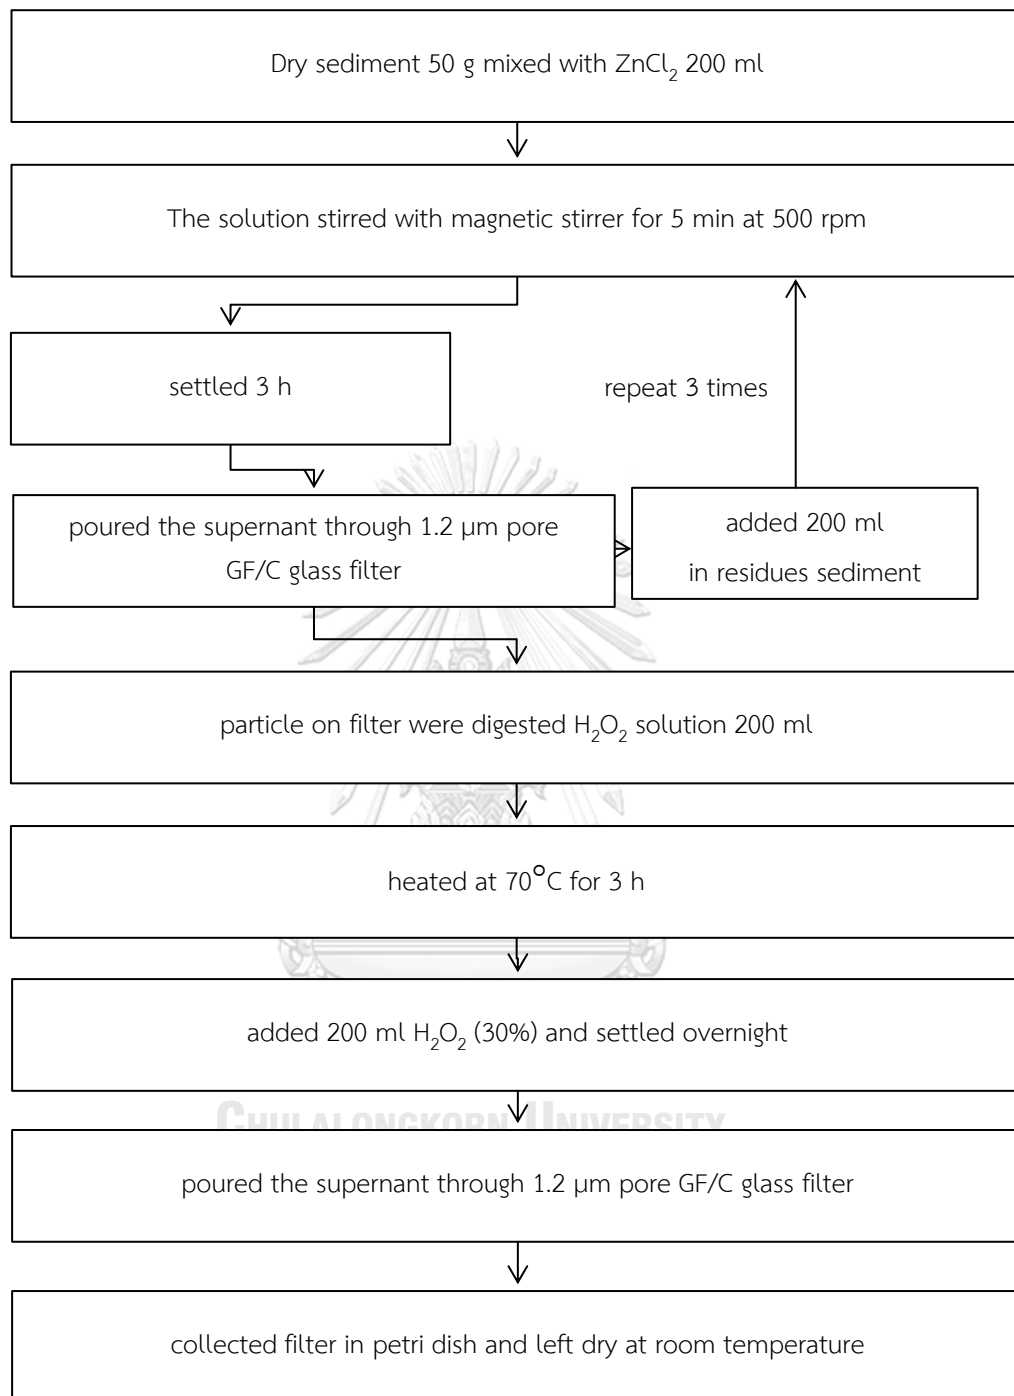 Dry sediment 50 g mixed with ZnCl₂ 200 ml
The solution stirred with magnetic stirrer for 5 min at 500 rpm
settled 3 h
repeat 3 times
poured the supernant through 1.2 µm pore
GF/C glass filter
added 200 ml
in residues sediment
particle on filter were digested H₂O₂ solution 200 ml
heated at 70°C for 3 h
added 200 ml H₂O₂ (30%) and settled overnight
CHULALONGKORN UNIVERSITY
poured the supernant through 1.2 µm pore GF/C glass filter
collected filter in petri dish and left dry at room temperature